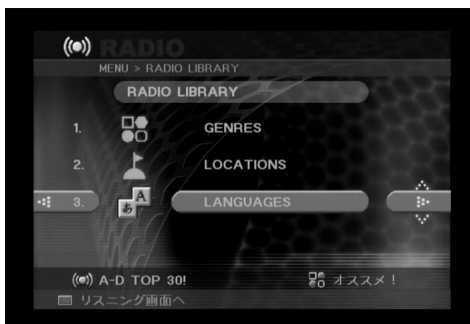 RADIO
MENU > RADIO LIBRARY
RADIO LIBRARY
1. GENRES
2. LOCATIONS
3. あ A LANGUAGES
A-D TOP 30! オススメ！
リスニング画面へ